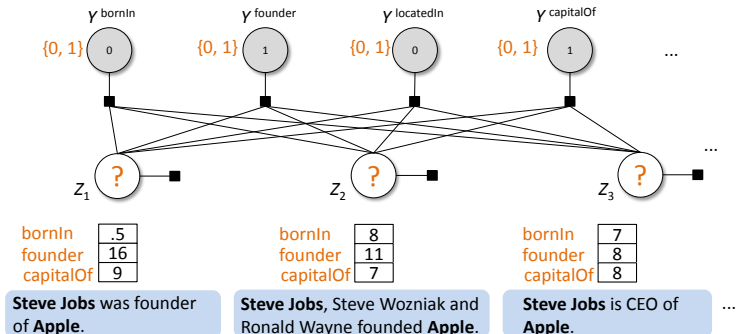 Y bornIn Y founder Y locatedIn Y capitalOf
{0, 1} 0 {0, 1} 1 {0, 1} 0 {0, 1} 1 ...
...
? ? ?
Z1 Z2 Z3
bornIn .5 bornIn 8 bornIn 7
founder 16 founder 11 founder 8
capitalOf 9 capitalOf 7 capitalOf 8
Steve Jobs was founder
of Apple.
Steve Jobs, Steve Wozniak and
Ronald Wayne founded Apple.
Steve Jobs is CEO of
Apple.
...